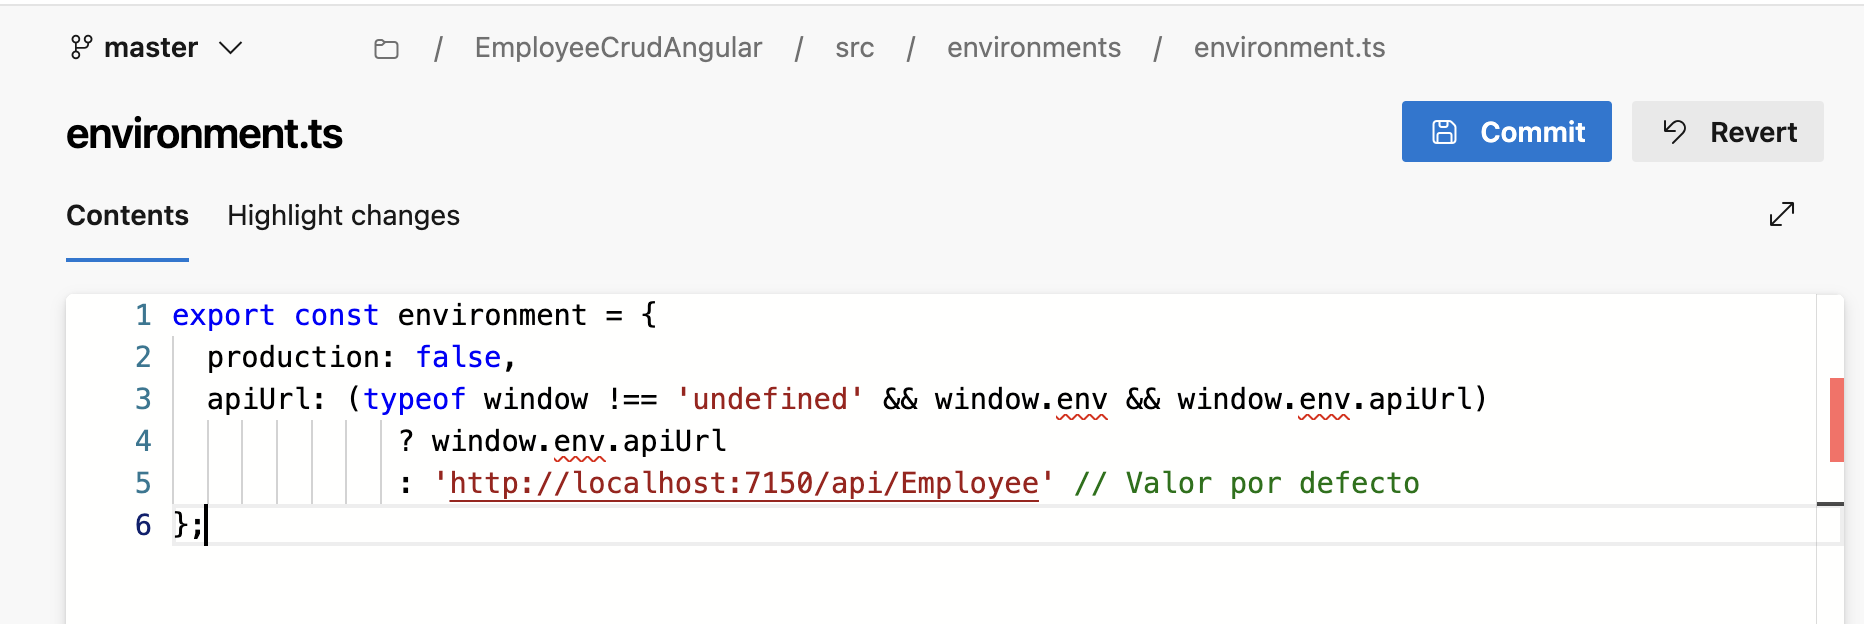 master / EmployeeCrudAngular / src / environments / environment.ts
environment.ts
Commit Revert
Contents Highlight changes
1 export const environment = {
2   production: false,
3   apiUrl: (typeof window !== 'undefined' && window.env && window.env.apiUrl)
4              ? window.env.apiUrl
5              : 'http://localhost:7150/api/Employee' // Valor por defecto
6 };